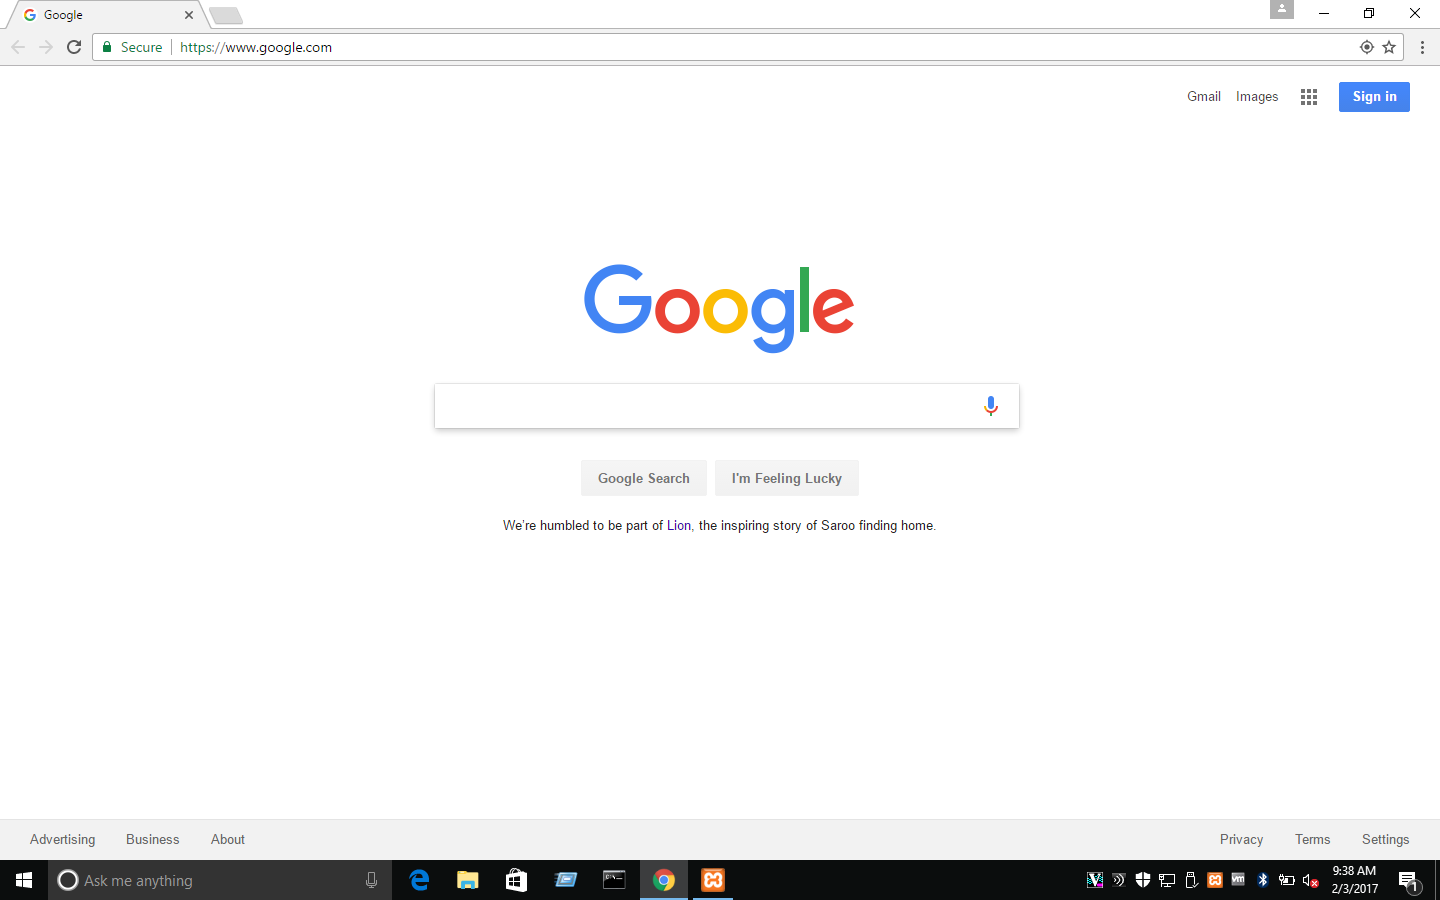 Google
Secure
https://www.google.com
Gmail
Images
Sign in
Google
Google Search
I'm Feeling Lucky
We're humbled to be part of Lion, the inspiring story of Saroo finding home.
Advertising
Business
About
Privacy
Terms
Settings
Ask me anything
9:38 AM
2/3/2017
1